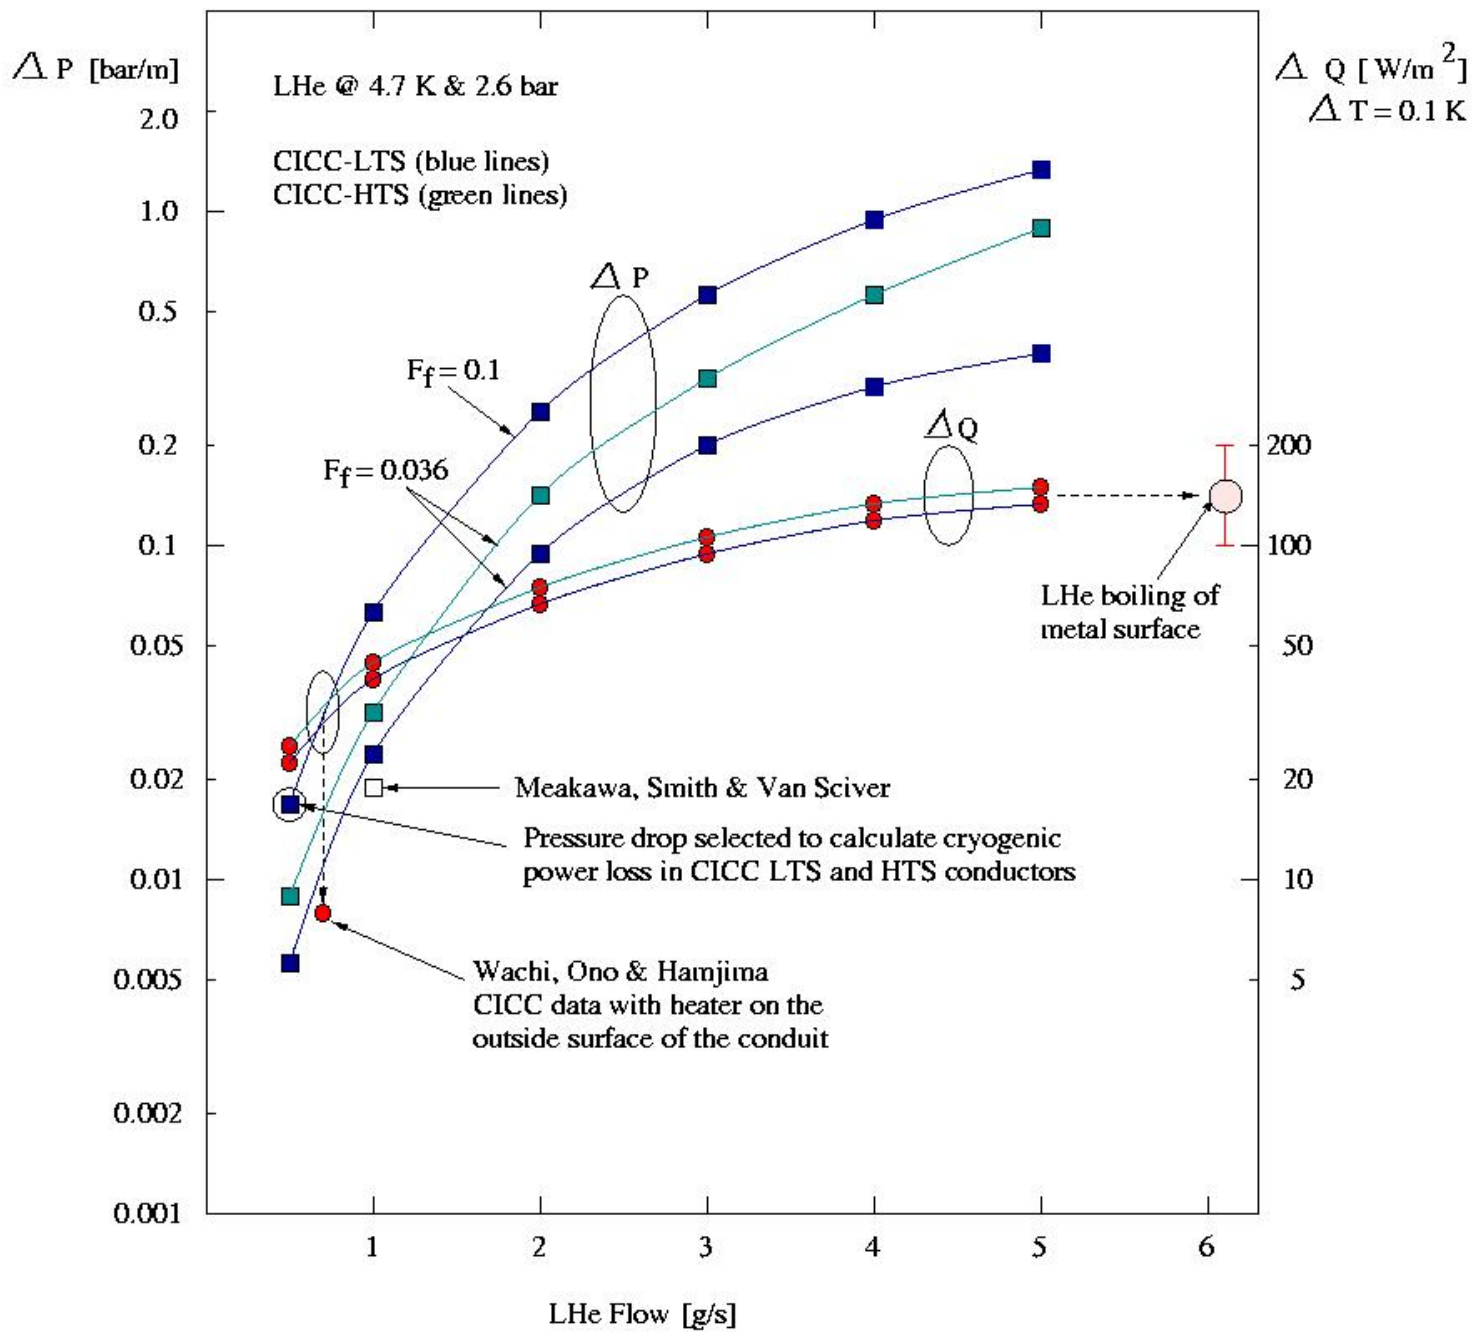 Δ P [bar/m]
Δ Q [ W/m 2]
Δ T = 0.1 K
LHe @ 4.7 K & 2.6 bar
CICC-LTS (blue lines)
CICC-HTS (green lines)
2.0
1.0
0.5
0.2
0.1
0.05
0.02
0.01
0.005
0.002
0.001
Δ P
Ff = 0.1
Ff = 0.036
Δ Q
200
100
50
20
10
5
LHe boiling of
metal surface
Meakawa, Smith & Van Sciver
Pressure drop selected to calculate cryogenic
power loss in CICC LTS and HTS conductors
Wachi, Ono & Hamjima
CICC data with heater on the
outside surface of the conduit
1
2
3
4
5
6
LHe Flow [g/s]